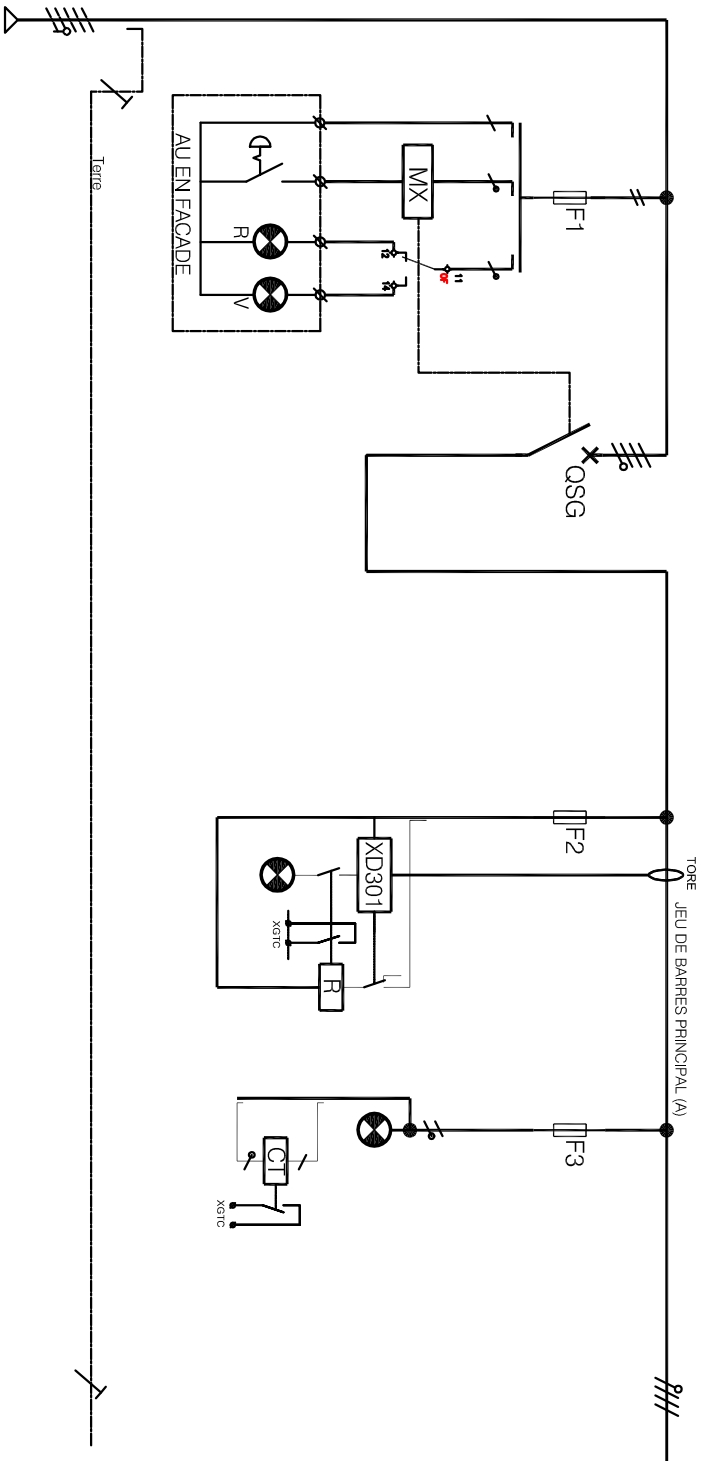 F1
MX
11
OF
12
14
R
V
AU EN FACADE
Terre
QSG
TORE
JEU DE BARRES PRINCIPAL (A)
F2
XD301
XGTC
R
F3
CT
XGTC